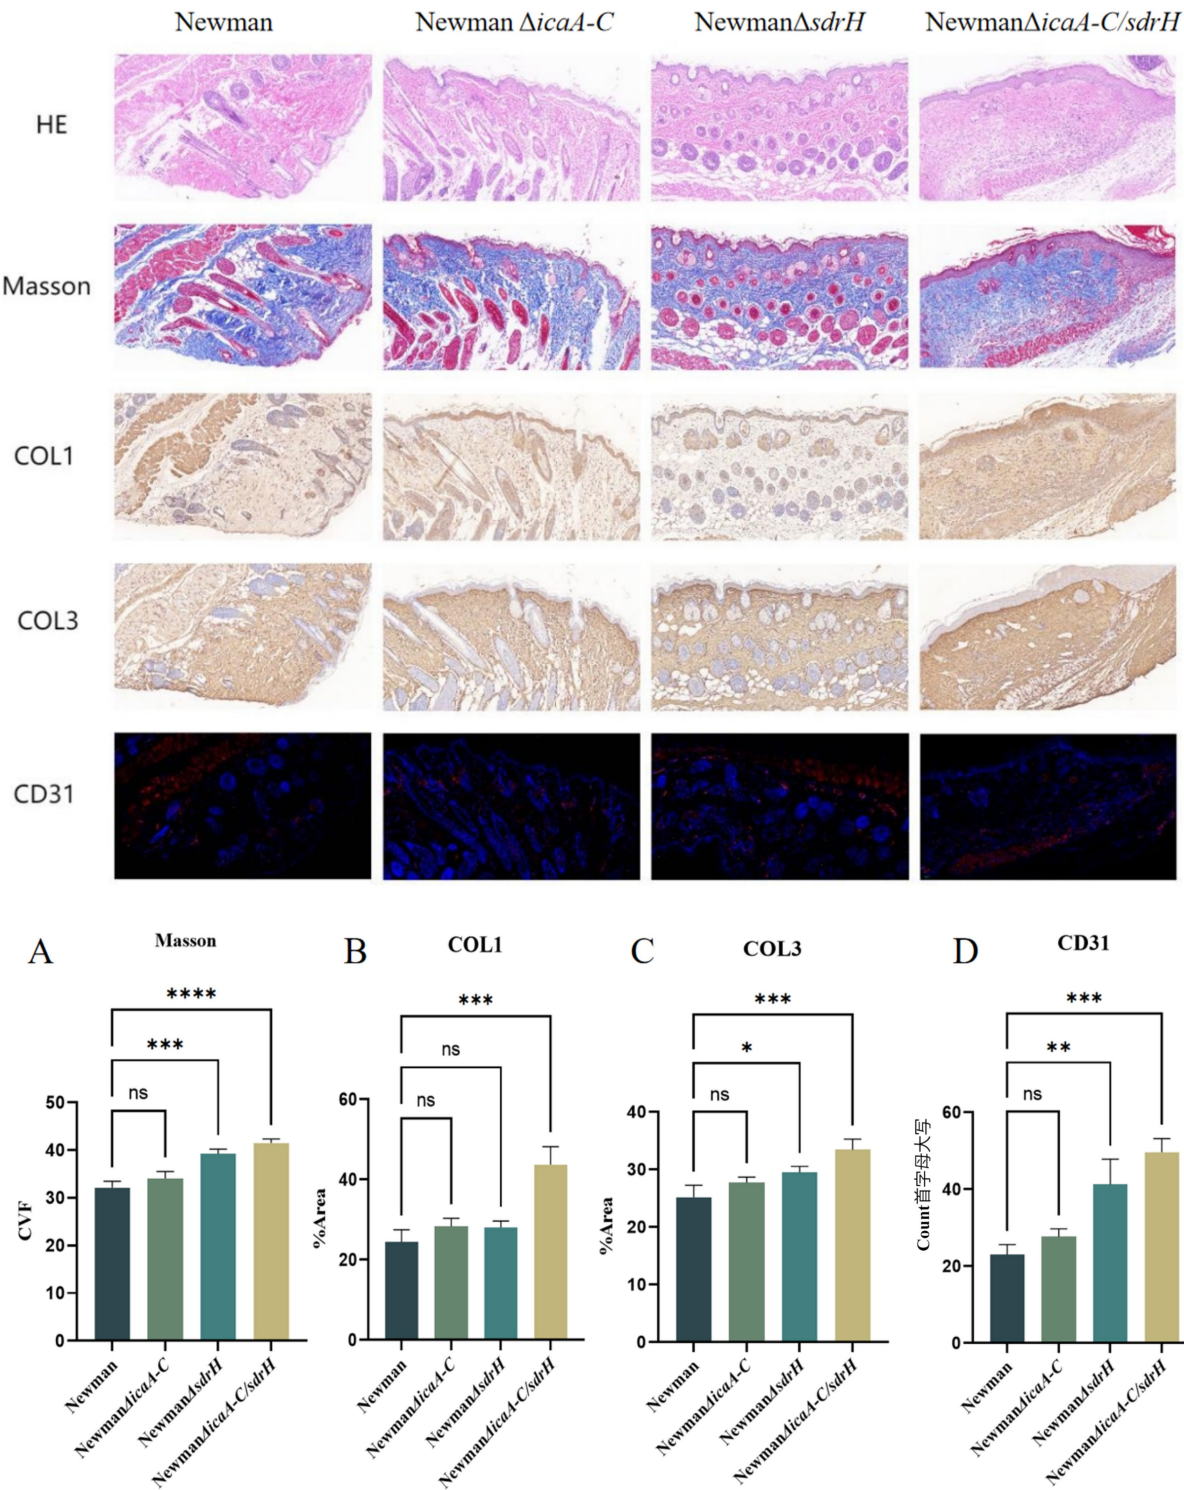 Newman
Newman ΔicaA-C
NewmanΔsdrH
NewmanΔicaA-C/sdrH
HE
Masson
COL1
COL3
CD31
A
Masson
****
***
ns
50
40
30
20
10
0
CVF
Newman
NewmanΔicaA-C
NewmanΔsdrH
NewmanΔicaA-C/sdrH
B
COL1
***
ns
ns
60
40
20
0
%Area
Newman
NewmanΔicaA-C
NewmanΔsdrH
NewmanΔicaA-C/sdrH
C
COL3
***
*
ns
40
30
20
10
0
%Area
Newman
NewmanΔicaA-C
NewmanΔsdrH
NewmanΔicaA-C/sdrH
D
CD31
***
**
ns
60
40
20
0
Count首字母大写
Newman
NewmanΔicaA-C
NewmanΔsdrH
NewmanΔicaA-C/sdrH